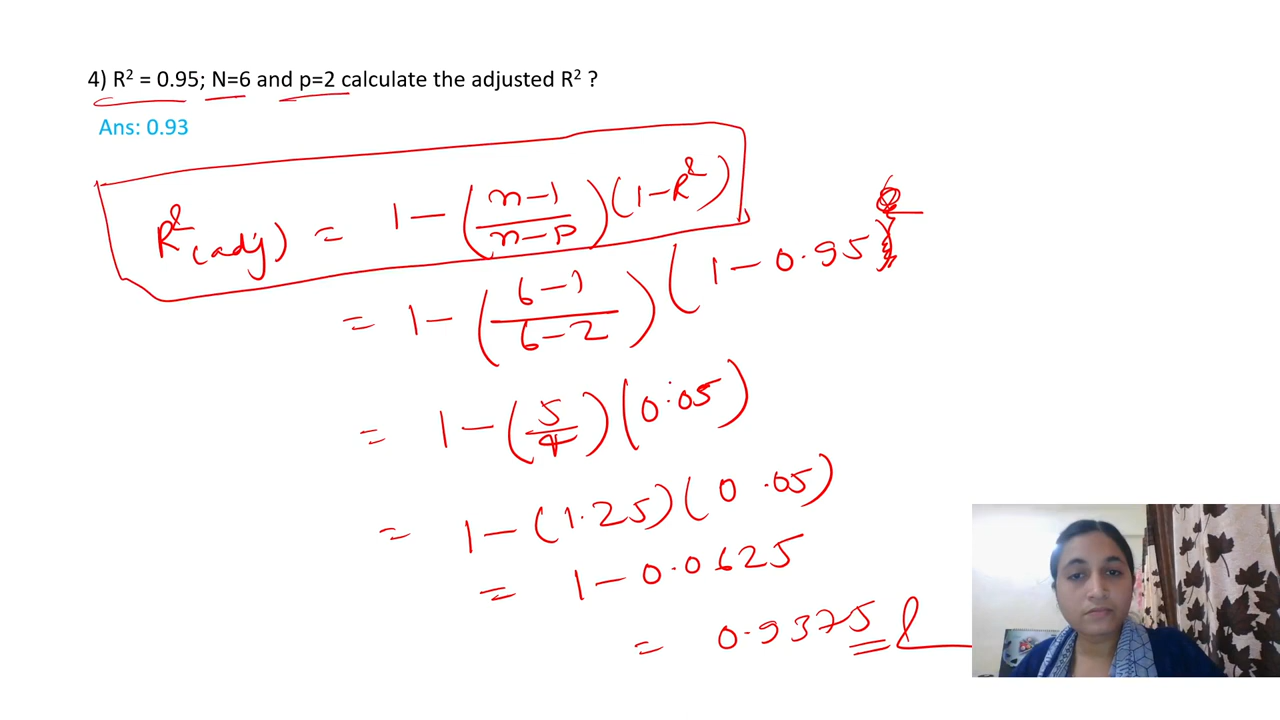 4) R² = 0.95; N=6 and p=2 calculate the adjusted R² ?
Ans: 0.93
R²(adj) = 1 - (n-1/n-p)(1-R²)
= 1 - (6-1/6-2)(1-0.95)
= 1 - (5/4)(0.05)
= 1 - (1.25)(0.05)
= 1 - 0.0625
= 0.9375